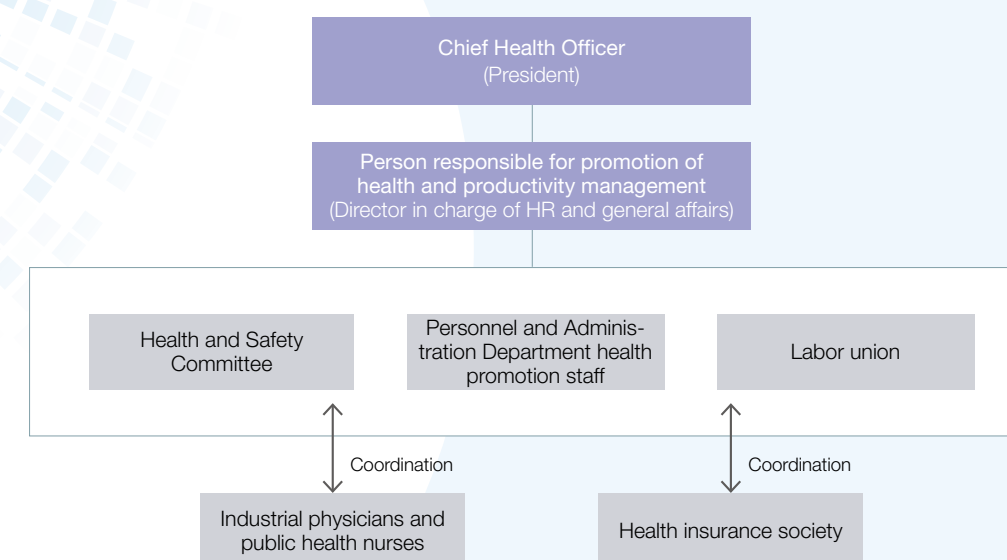 Chief Health Officer
(President)
Person responsible for promotion of
health and productivity management
(Director in charge of HR and general affairs)
Health and Safety
Committee
Personnel and Adminis-
tration Department health
promotion staff
Labor union
Coordination
Coordination
Industrial physicians and
public health nurses
Health insurance society